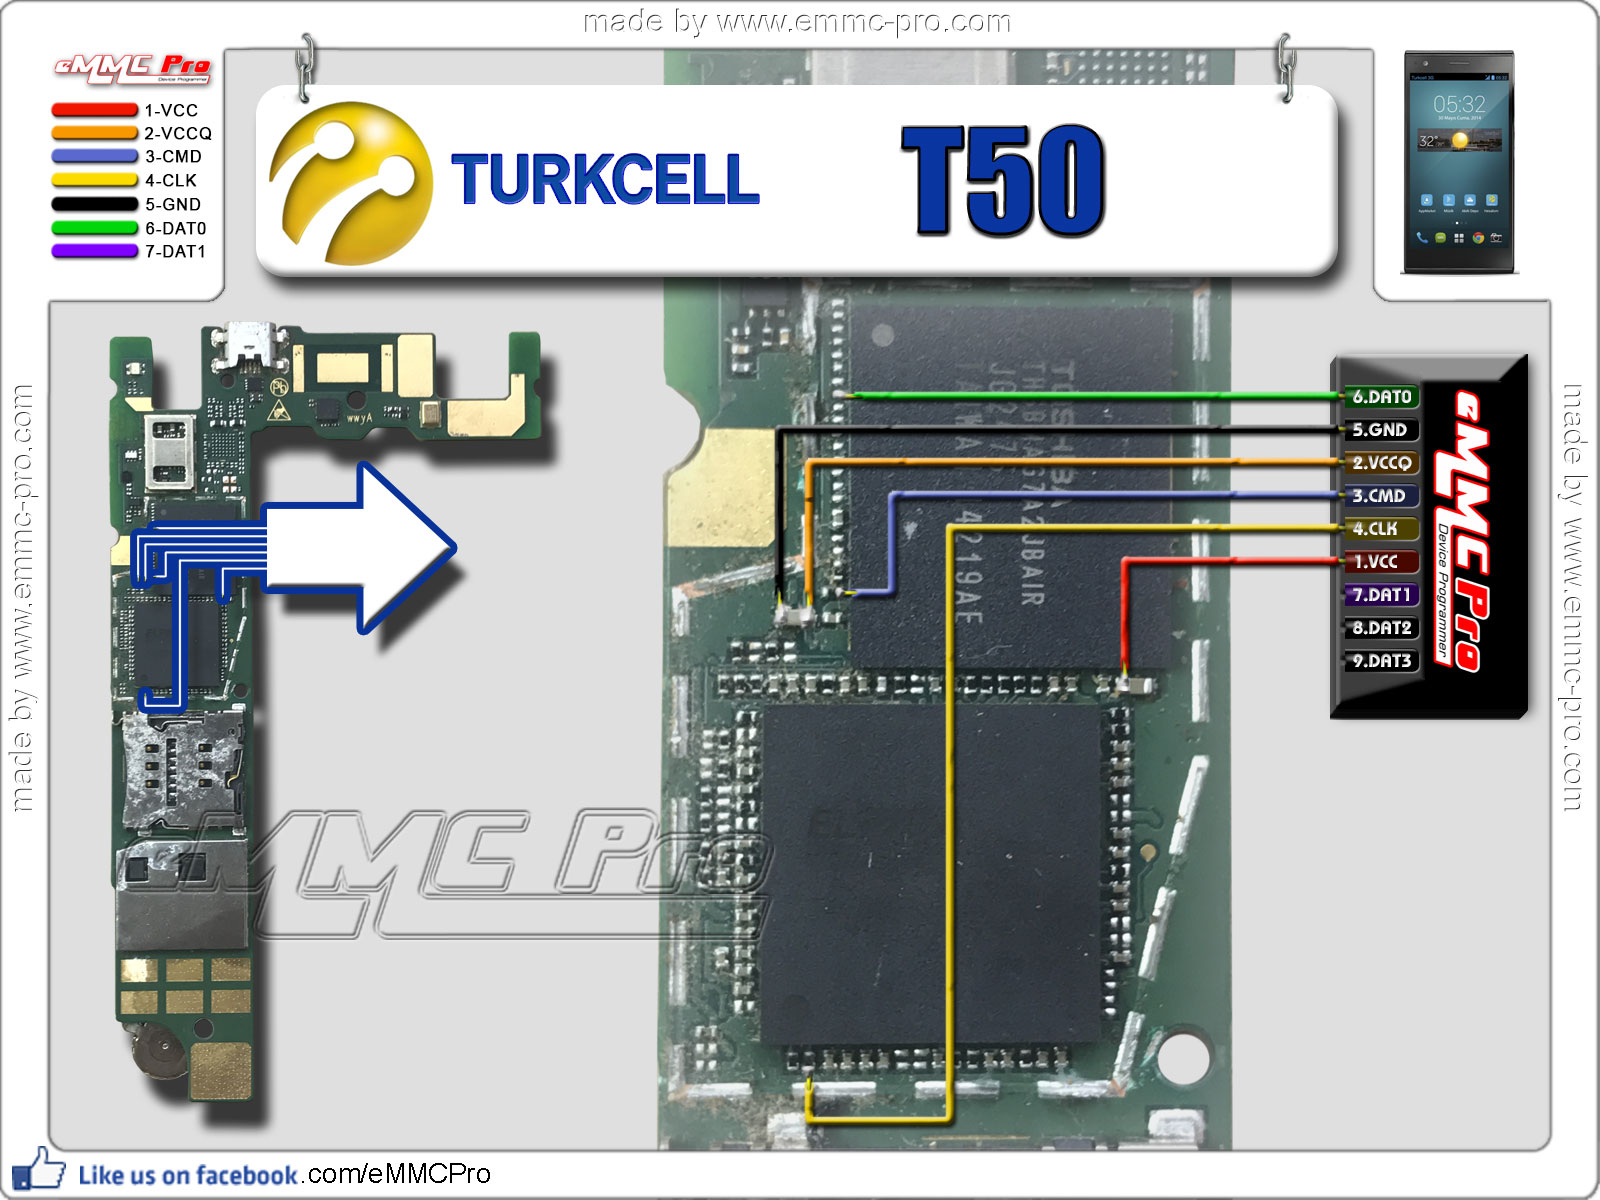 made by www.emmc-pro.com
eMMC Pro
Device Programmer
1-VCC
2-VCCQ
3-CMD
4-CLK
5-GND
6-DAT0
7-DAT1
TURKCELL
T50
05:32
32°
TOSHIBA
4219AE
6.DAT0
5.GND
2.VCCQ
3.CMD
4.CLK
1.VCC
7.DAT1
8.DAT2
9.DAT3
eMMC Pro
Device Programmer
eMMC Pro
made by www.emmc-pro.com
made by www.emmc-pro.com
Like us on facebook.com/eMMCPro